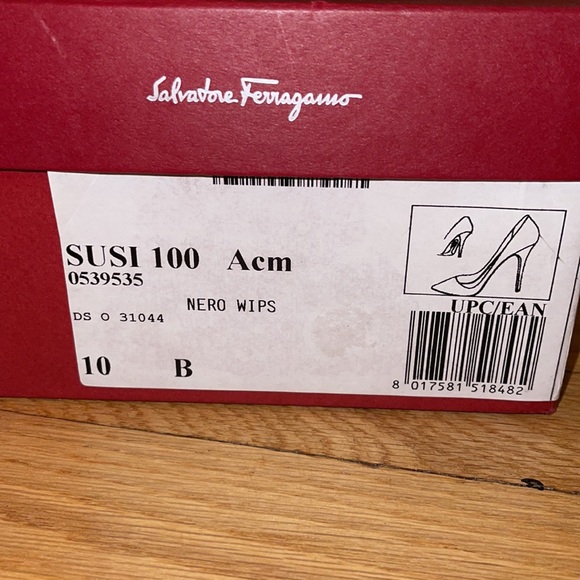 Salvatore Ferragamo
SUSI 100 Acm
0539535
NERO WIPS
DS O 31044
10 B
UPC/EAN
8 017581 518482